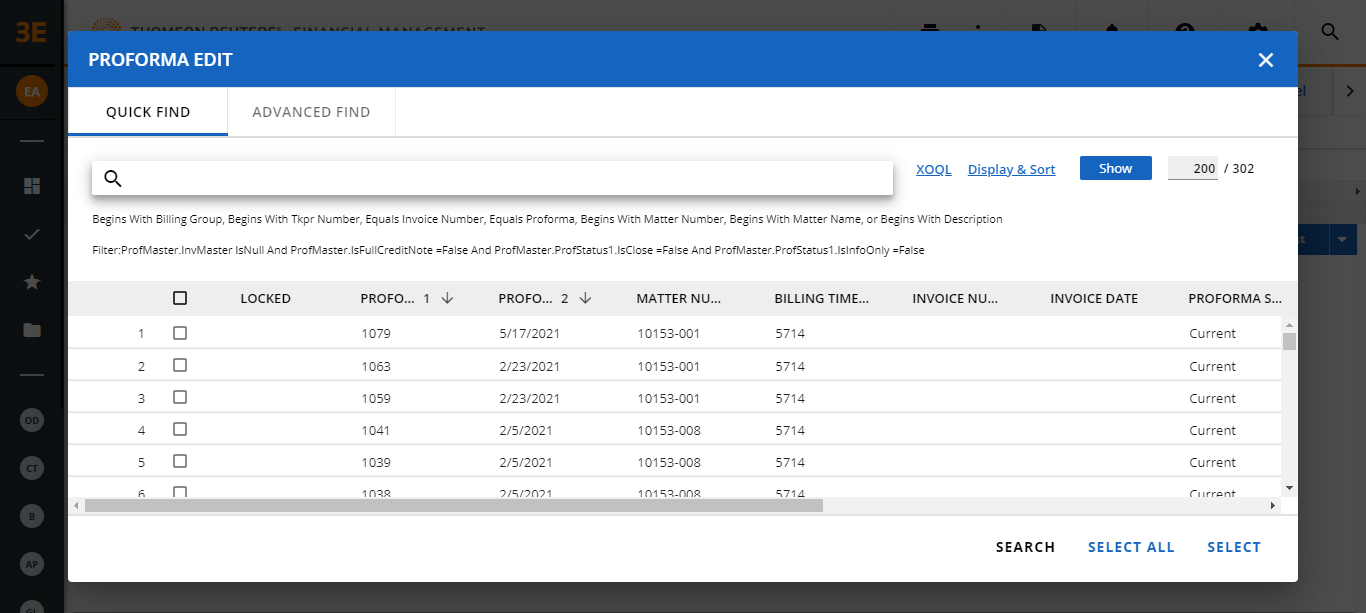 3E
THOMSON REUTERS® FINANCIAL MANAGEMENT
PROFORMA EDIT
EA
QUICK FIND
ADVANCED FIND
XOQL
Display & Sort
Show
200 / 302
Begins With Billing Group, Begins With Tkpr Number, Equals Invoice Number, Equals Proforma, Begins With Matter Number, Begins With Matter Name, or Begins With Description
Filter:ProfMaster.InvMaster IsNull And ProfMaster.IsFullCreditNote =False And ProfMaster.ProfStatus1.IsClose =False And ProfMaster.ProfStatus1.IsInfoOnly =False
LOCKED PROFO... 1 PROFO... 2 MATTER NU... BILLING TIME... INVOICE NU... INVOICE DATE PROFORMA S...
1 1079 5/17/2021 10153-001 5714 Current
2 1063 2/23/2021 10153-001 5714 Current
3 1059 2/23/2021 10153-001 5714 Current
4 1041 2/5/2021 10153-008 5714 Current
5 1039 2/5/2021 10153-008 5714 Current
6 1038 2/5/2021 10153-008 5714 Current
OD
CT
B
AP
GL
SEARCH
SELECT ALL
SELECT